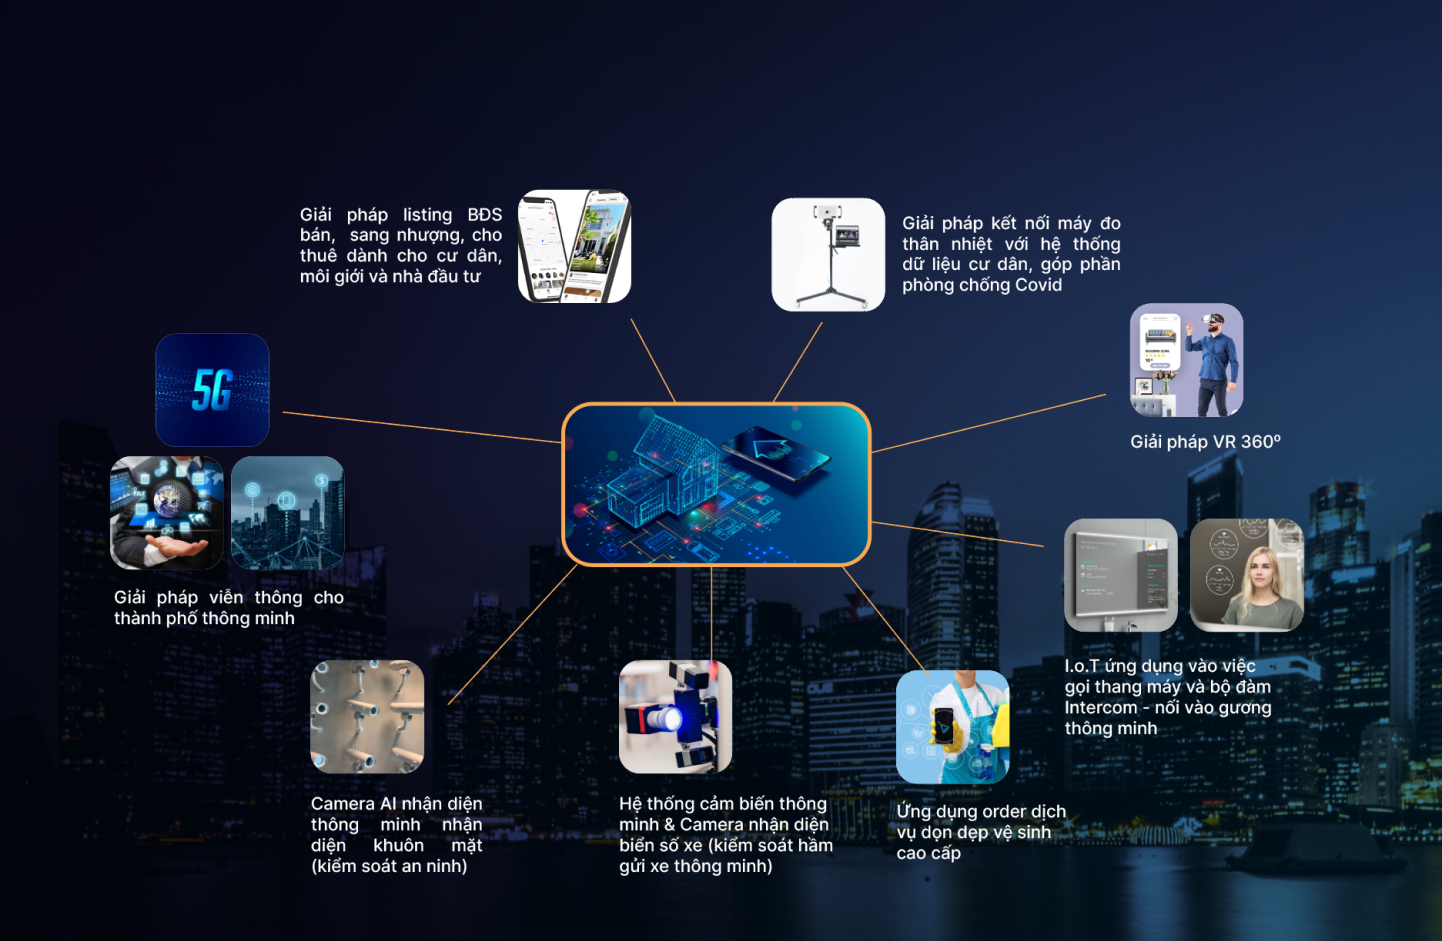 Giải pháp listing BĐS
bán, sang nhượng, cho
thuê dành cho cư dân,
môi giới và nhà đầu tư
Giải pháp kết nối máy đo
thân nhiệt với hệ thống
dữ liệu cư dân, góp phần
phòng chống Covid
5G
Giải pháp VR 360º
Giải pháp viễn thông cho
thành phố thông minh
I.o.T ứng dụng vào việc
gọi thang máy và bộ đàm
Intercom - nối vào gương
thông minh
Camera AI nhận diện
thông minh nhận
diện khuôn mặt
(kiểm soát an ninh)
Hệ thống cảm biến thông
minh & Camera nhận diện
biển số xe (kiểm soát hầm
gửi xe thông minh)
Ứng dụng order dịch
vụ dọn dẹp vệ sinh
cao cấp